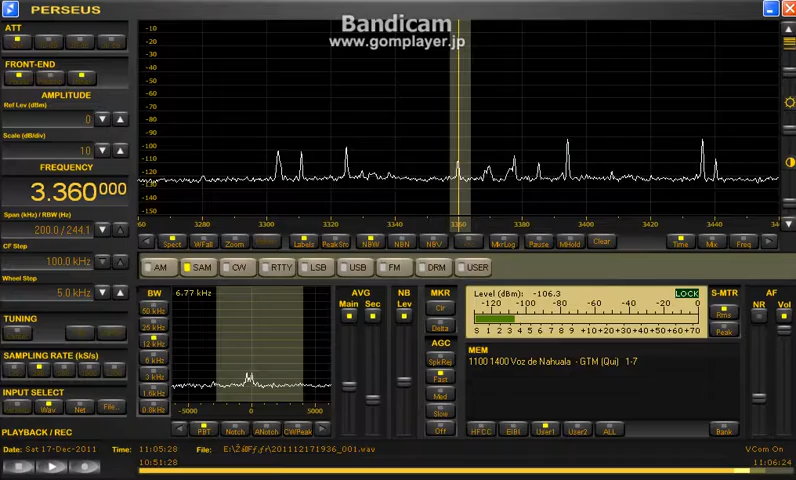 PERSEUS
Bandicam
www.gomplayer.jp
ATT
FRONT-END
AMPLITUDE
Ref Lev (dBm)
0
Scale (dB/div)
10
FREQUENCY
3.360000
Span (kHz) / RBW (Hz)
200.0 / 244.1
CF Step
100.0 kHz
Wheel Step
5.0 kHz
TUNING
SAMPLING RATE (kS/s)
INPUT SELECT
Wav Net File...
PLAYBACK / REC
-10
-20
-30
-40
-50
-60
-70
-80
-90
-100
-110
-120
-130
-140
-150
3280 3300 3320 3340 3360 3380 3400 3420 3440
Spect WFall Zoom Labels PeakSrc NBW NBN NBV MkrLog Pause MHold Clear Time Mix Freq
AM SAM CW RTTY LSB USB FM DRM USER
BW
50 kHz
25 kHz
12 kHz
6 kHz
3 kHz
1.6kHz
0.8kHz
6.77 kHz
-5000 0 5000
PBT Notch ANotch CWPeak
AVG
Main Sec
NB
Lev
MKR
Clr
Delta
AGC
SpkRej
Fast
Med
Slow
Off
Level (dBm): -106.3 LOCK
-120 -100 -80 -60 -40 -20 0
S 1 2 3 4 5 6 7 8 9 +10 +20 +30 +40 +50 +60 +70
S-MTR
Rms
Peak
AF
NR Vol
MEM
1100 1400 Voz de Nahuala - GTM (Qui) 1-7
HFCC EIBI User1 User2 ALL Bank
Date: Sat 17-Dec-2011 Time: 11:05:28 File:
VCom On
10:51:28
11:06:24